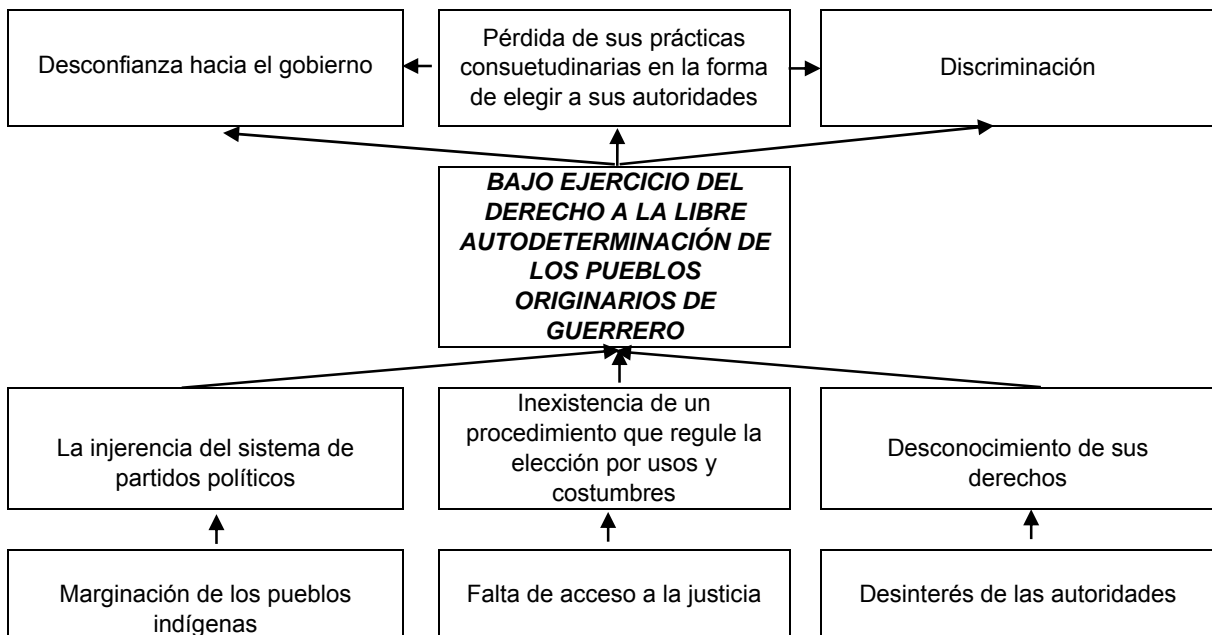 Desconfianza hacia el gobierno
Pérdida de sus prácticas
consuetudinarias en la forma
de elegir a sus autoridades
Discriminación
BAJO EJERCICIO DEL
DERECHO A LA LIBRE
AUTODETERMINACIÓN DE
LOS PUEBLOS
ORIGINARIOS DE
GUERRERO
La injerencia del sistema de
partidos políticos
Inexistencia de un
procedimiento que regule la
elección por usos y
costumbres
Desconocimiento de sus
derechos
Marginación de los pueblos
indígenas
Falta de acceso a la justicia
Desinterés de las autoridades